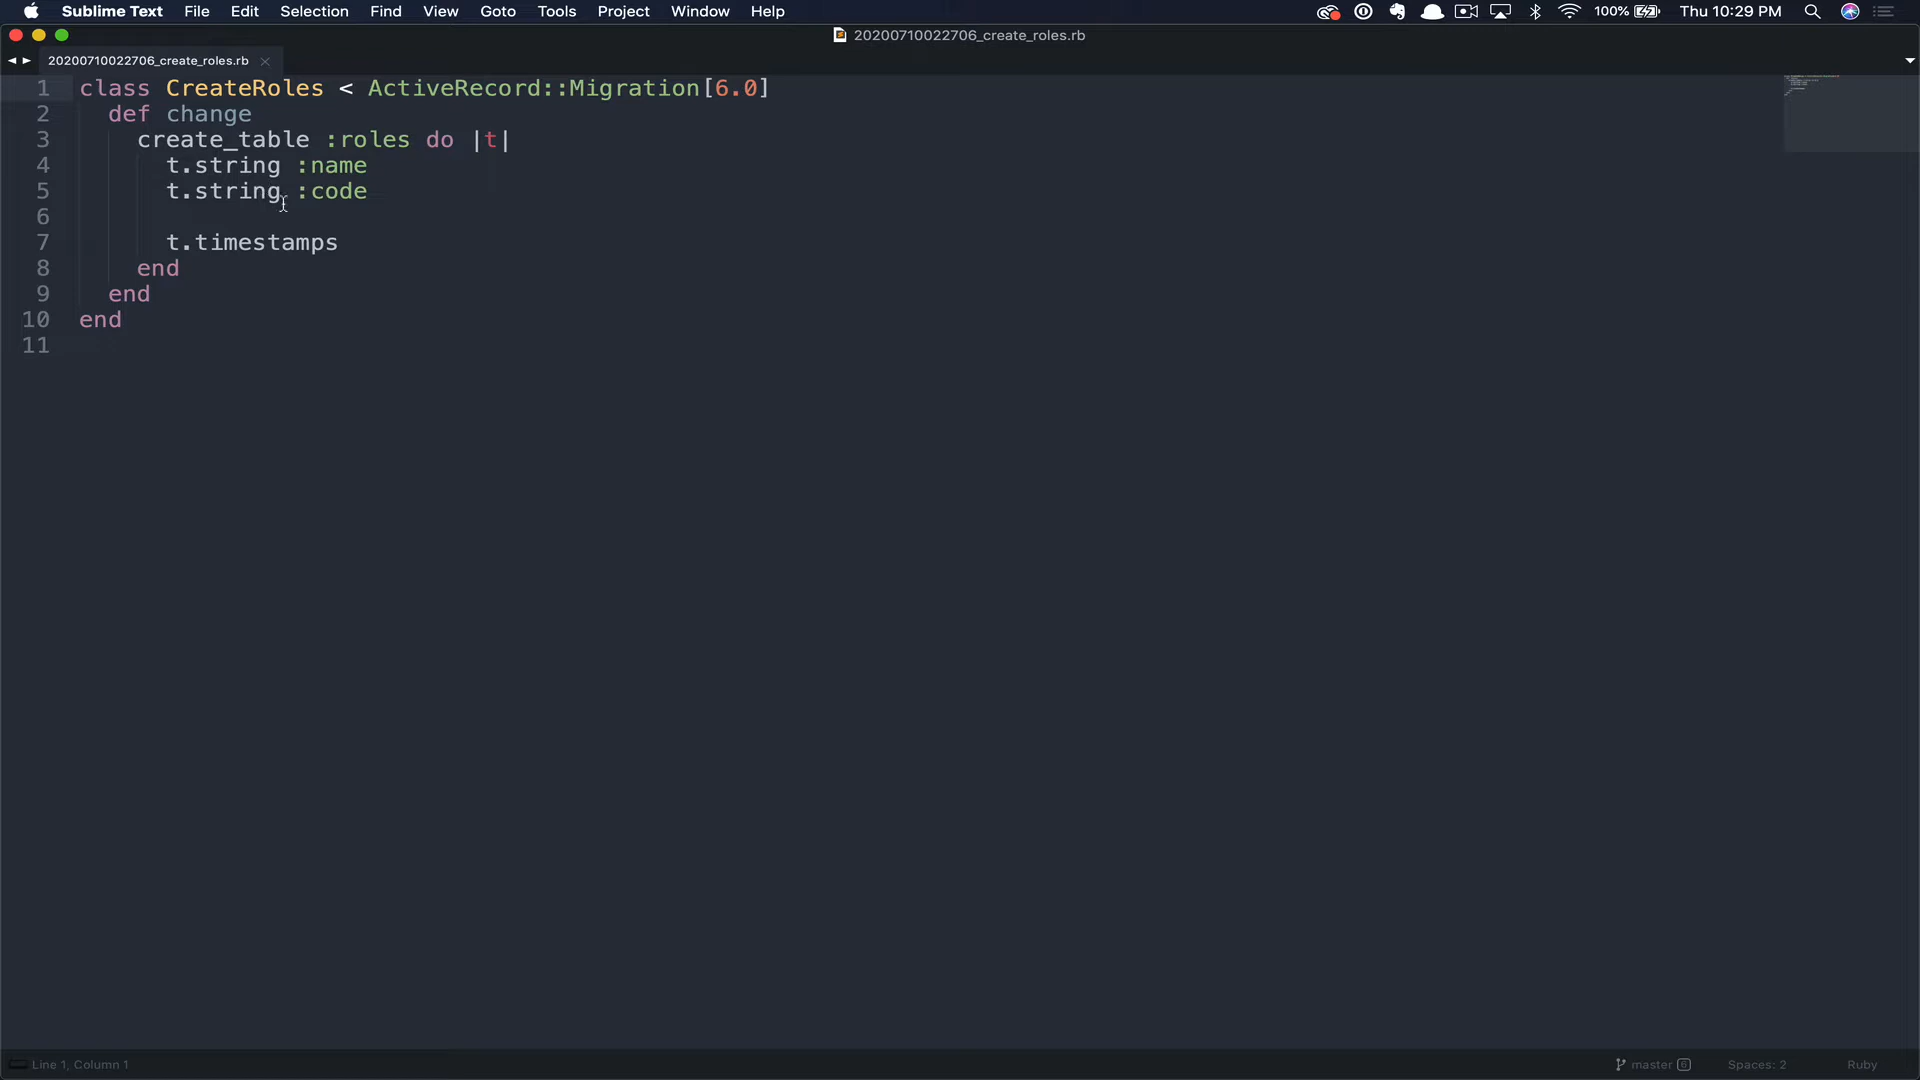 Sublime Text File Edit Selection Find View Goto Tools Project Window Help 100% Thu 10:29 PM
20200710022706_create_roles.rb
20200710022706_create_roles.rb
1 class CreateRoles < ActiveRecord::Migration[6.0]
2 def change
3 create_table :roles do |t|
4 t.string :name
5 t.string :code
6
7 t.timestamps
8 end
9 end
10 end
11
Line 1, Column 1 master 6 Spaces: 2 Ruby